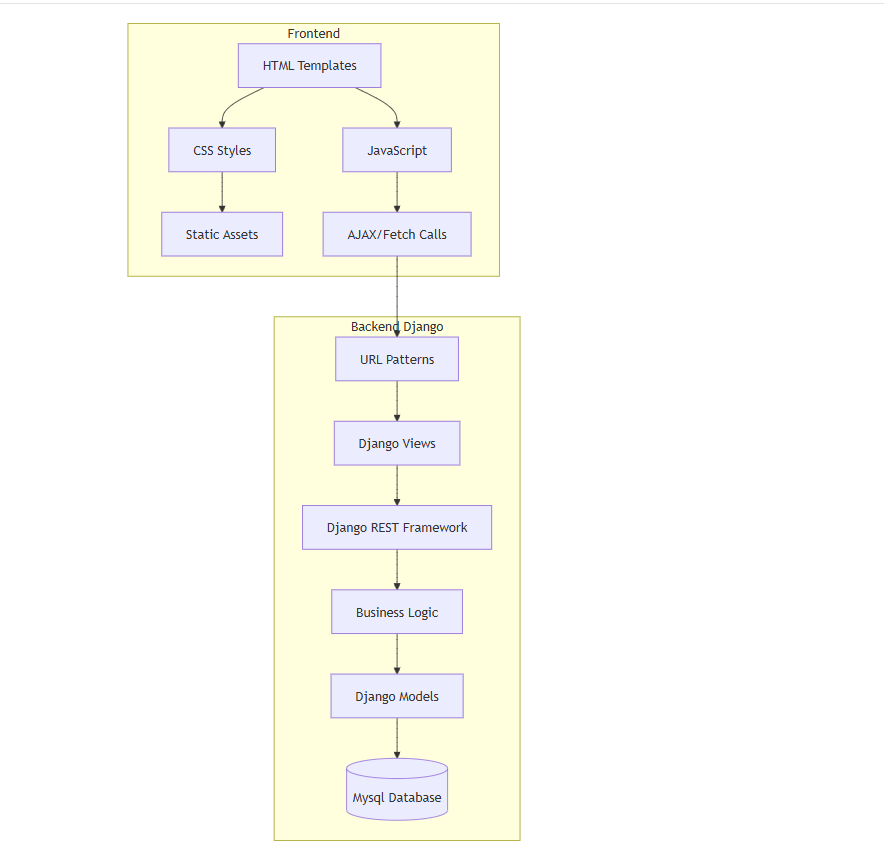 Frontend
HTML Templates
CSS Styles
JavaScript
Static Assets
AJAX/Fetch Calls
Backend Django
URL Patterns
Django Views
Django REST Framework
Business Logic
Django Models
Mysql Database